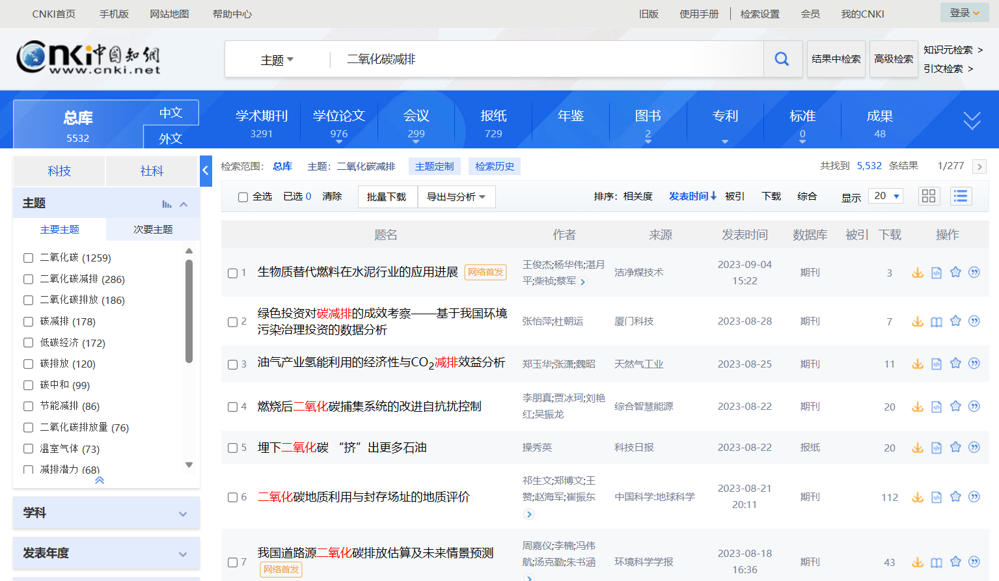 CNKI首页 手机版 网站地图 帮助中心 旧版 使用手册 检索设置 会员 我的CNKI 登录
cnki中国知網
www.cnki.net
主题 二氧化碳减排 结果中检索 高级检索
知识元检索 >
引文检索 >
总库
5532
中文
外文
学术期刊 学位论文 会议 报纸 年鉴 图书 专利 标准 成果
3291 976 299 729 2 0 48
科技 社科
检索范围: 总库 主题: 二氧化碳减排 主题定制 检索历史 共找到 5,532 条结果 1/277
全选 已选 0 清除 批量下载 导出与分析 排序: 相关度 发表时间 被引 下载 综合 显示 20
主题
主要主题 次要主题
二氧化碳 (1259)
二氧化碳减排 (286)
二氧化碳排放 (186)
碳减排 (178)
低碳经济 (172)
碳排放 (120)
碳中和 (99)
节能减排 (86)
二氧化碳排放量 (76)
温室气体 (73)
减排潜力 (68)
学科
发表年度
题名 作者 来源 发表时间 数据库 被引 下载 操作
1 生物质替代燃料在水泥行业的应用进展 网络首发
王俊杰;杨华伟;湛月
平;柴祯;蔡军
洁净煤技术
2023-09-04
15:22
期刊 3
2 绿色投资对碳减排的成效考察——基于我国环境
污染治理投资的数据分析
张怡萍;杜朝运 厦门科技 2023-08-28 期刊 7
3 油气产业氢能利用的经济性与CO2减排效益分析 郑玉华;张潇;魏昭 天然气工业 2023-08-25 期刊 11
4 燃烧后二氧化碳捕集系统的改进自抗扰控制
李朋真;贾冰珂;刘艳
红;吴振龙
综合智慧能源 2023-08-22 期刊 20
5 埋下二氧化碳 “挤”出更多石油 操秀英 科技日报 2023-08-22 报纸 20
6 二氧化碳地质利用与封存场址的地质评价
祁生文;郑博文;王
赞;赵海军;崔振东
中国科学:地球科学
2023-08-21
20:11
期刊 112
7 我国道路源二氧化碳排放估算及未来情景预测
网络首发
周嘉仪;李楠;冯伟
航;汤克勤;朱书涵
环境科学学报
2023-08-18
16:36
期刊 43